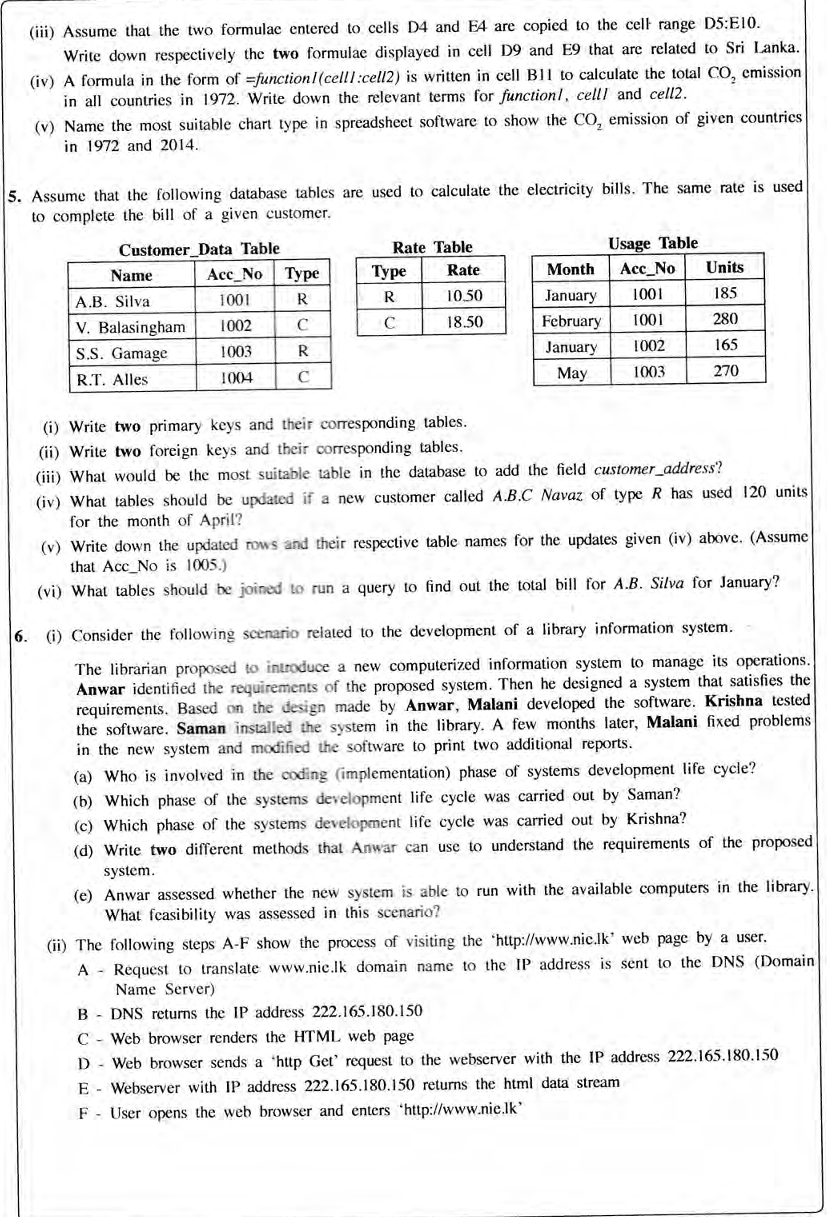 (iii) Assume that the two formulae entered to cells D4 and E4 are copied to the cell range D5:E10.
Write down respectively the two formulae displayed in cell D9 and E9 that are related to Sri Lanka.
(iv) A formula in the form of =function1(cell1:cell2) is written in cell B11 to calculate the total CO₂ emission
in all countries in 1972. Write down the relevant terms for function1, cell1 and cell2.
(v) Name the most suitable chart type in spreadsheet software to show the CO₂ emission of given countries
in 1972 and 2014.
5. Assume that the following database tables are used to calculate the electricity bills. The same rate is used
to complete the bill of a given customer.
Customer_Data Table
Name Acc_No Type
A.B. Silva 1001 R
V. Balasingham 1002 C
S.S. Gamage 1003 R
R.T. Alles 1004 C
Rate Table
Type Rate
R 10.50
C 18.50
Usage Table
Month Acc_No Units
January 1001 185
February 1001 280
January 1002 165
May 1003 270
(i) Write two primary keys and their corresponding tables.
(ii) Write two foreign keys and their corresponding tables.
(iii) What would be the most suitable table in the database to add the field customer_address?
(iv) What tables should be updated if a new customer called A.B.C Navaz of type R has used 120 units
for the month of April?
(v) Write down the updated rows and their respective table names for the updates given (iv) above. (Assume
that Acc_No is 1005.)
(vi) What tables should be joined to run a query to find out the total bill for A.B. Silva for January?
6. (i) Consider the following scenario related to the development of a library information system.
The librarian proposed to introduce a new computerized information system to manage its operations.
Anwar identified the requirements of the proposed system. Then he designed a system that satisfies the
requirements. Based on the design made by Anwar, Malani developed the software. Krishna tested
the software. Saman installed the system in the library. A few months later, Malani fixed problems
in the new system and modified the software to print two additional reports.
(a) Who is involved in the coding (implementation) phase of systems development life cycle?
(b) Which phase of the systems development life cycle was carried out by Saman?
(c) Which phase of the systems development life cycle was carried out by Krishna?
(d) Write two different methods that Anwar can use to understand the requirements of the proposed
system.
(e) Anwar assessed whether the new system is able to run with the available computers in the library.
What feasibility was assessed in this scenario?
(ii) The following steps A-F show the process of visiting the 'http://www.nie.lk' web page by a user.
A - Request to translate www.nie.lk domain name to the IP address is sent to the DNS (Domain
Name Server)
B - DNS returns the IP address 222.165.180.150
C - Web browser renders the HTML web page
D - Web browser sends a 'http Get' request to the webserver with the IP address 222.165.180.150
E - Webserver with IP address 222.165.180.150 returns the html data stream
F - User opens the web browser and enters 'http://www.nie.lk'